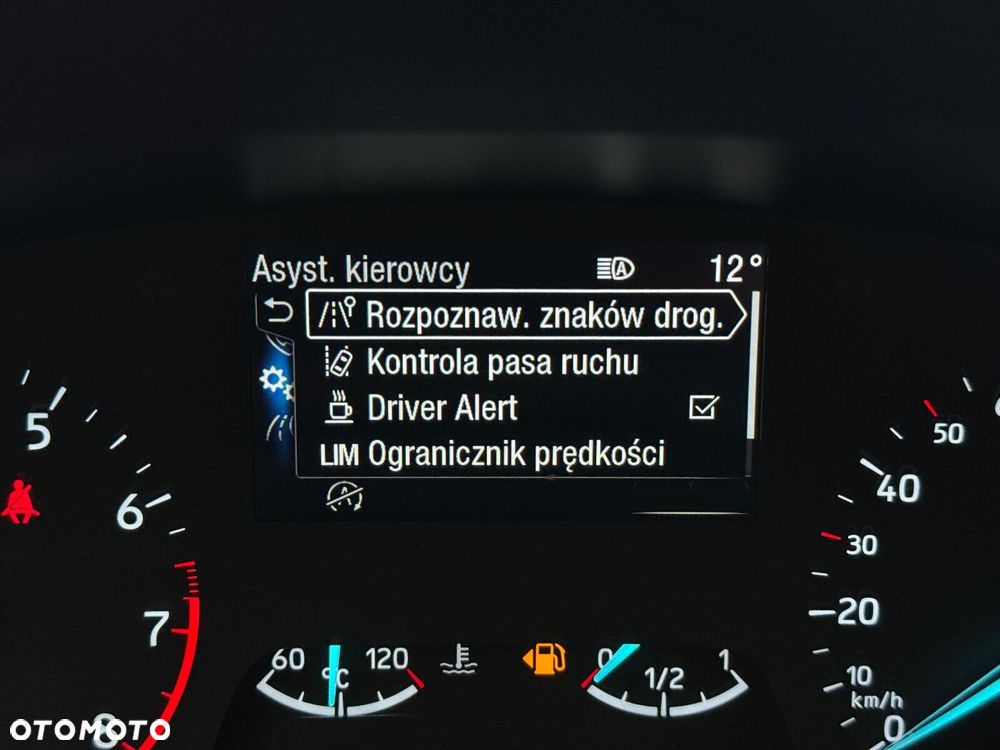 Asyst. kierowcy 12°
Rozpoznaw. znaków drog.
Kontrola pasa ruchu
Driver Alert
LIM Ogranicznik prędkości
5
6
7
8
60 °C 120
0 1/2 1
50
40
30
20
10
km/h
0
OTOMOTO